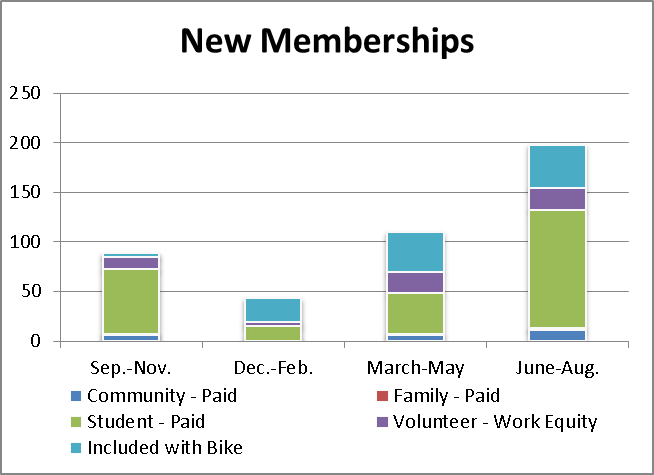 New Memberships
250
200
150
100
50
0
Sep.-Nov. Dec.-Feb. March-May June-Aug.
Community - Paid Family - Paid
Student - Paid Volunteer - Work Equity
Included with Bike